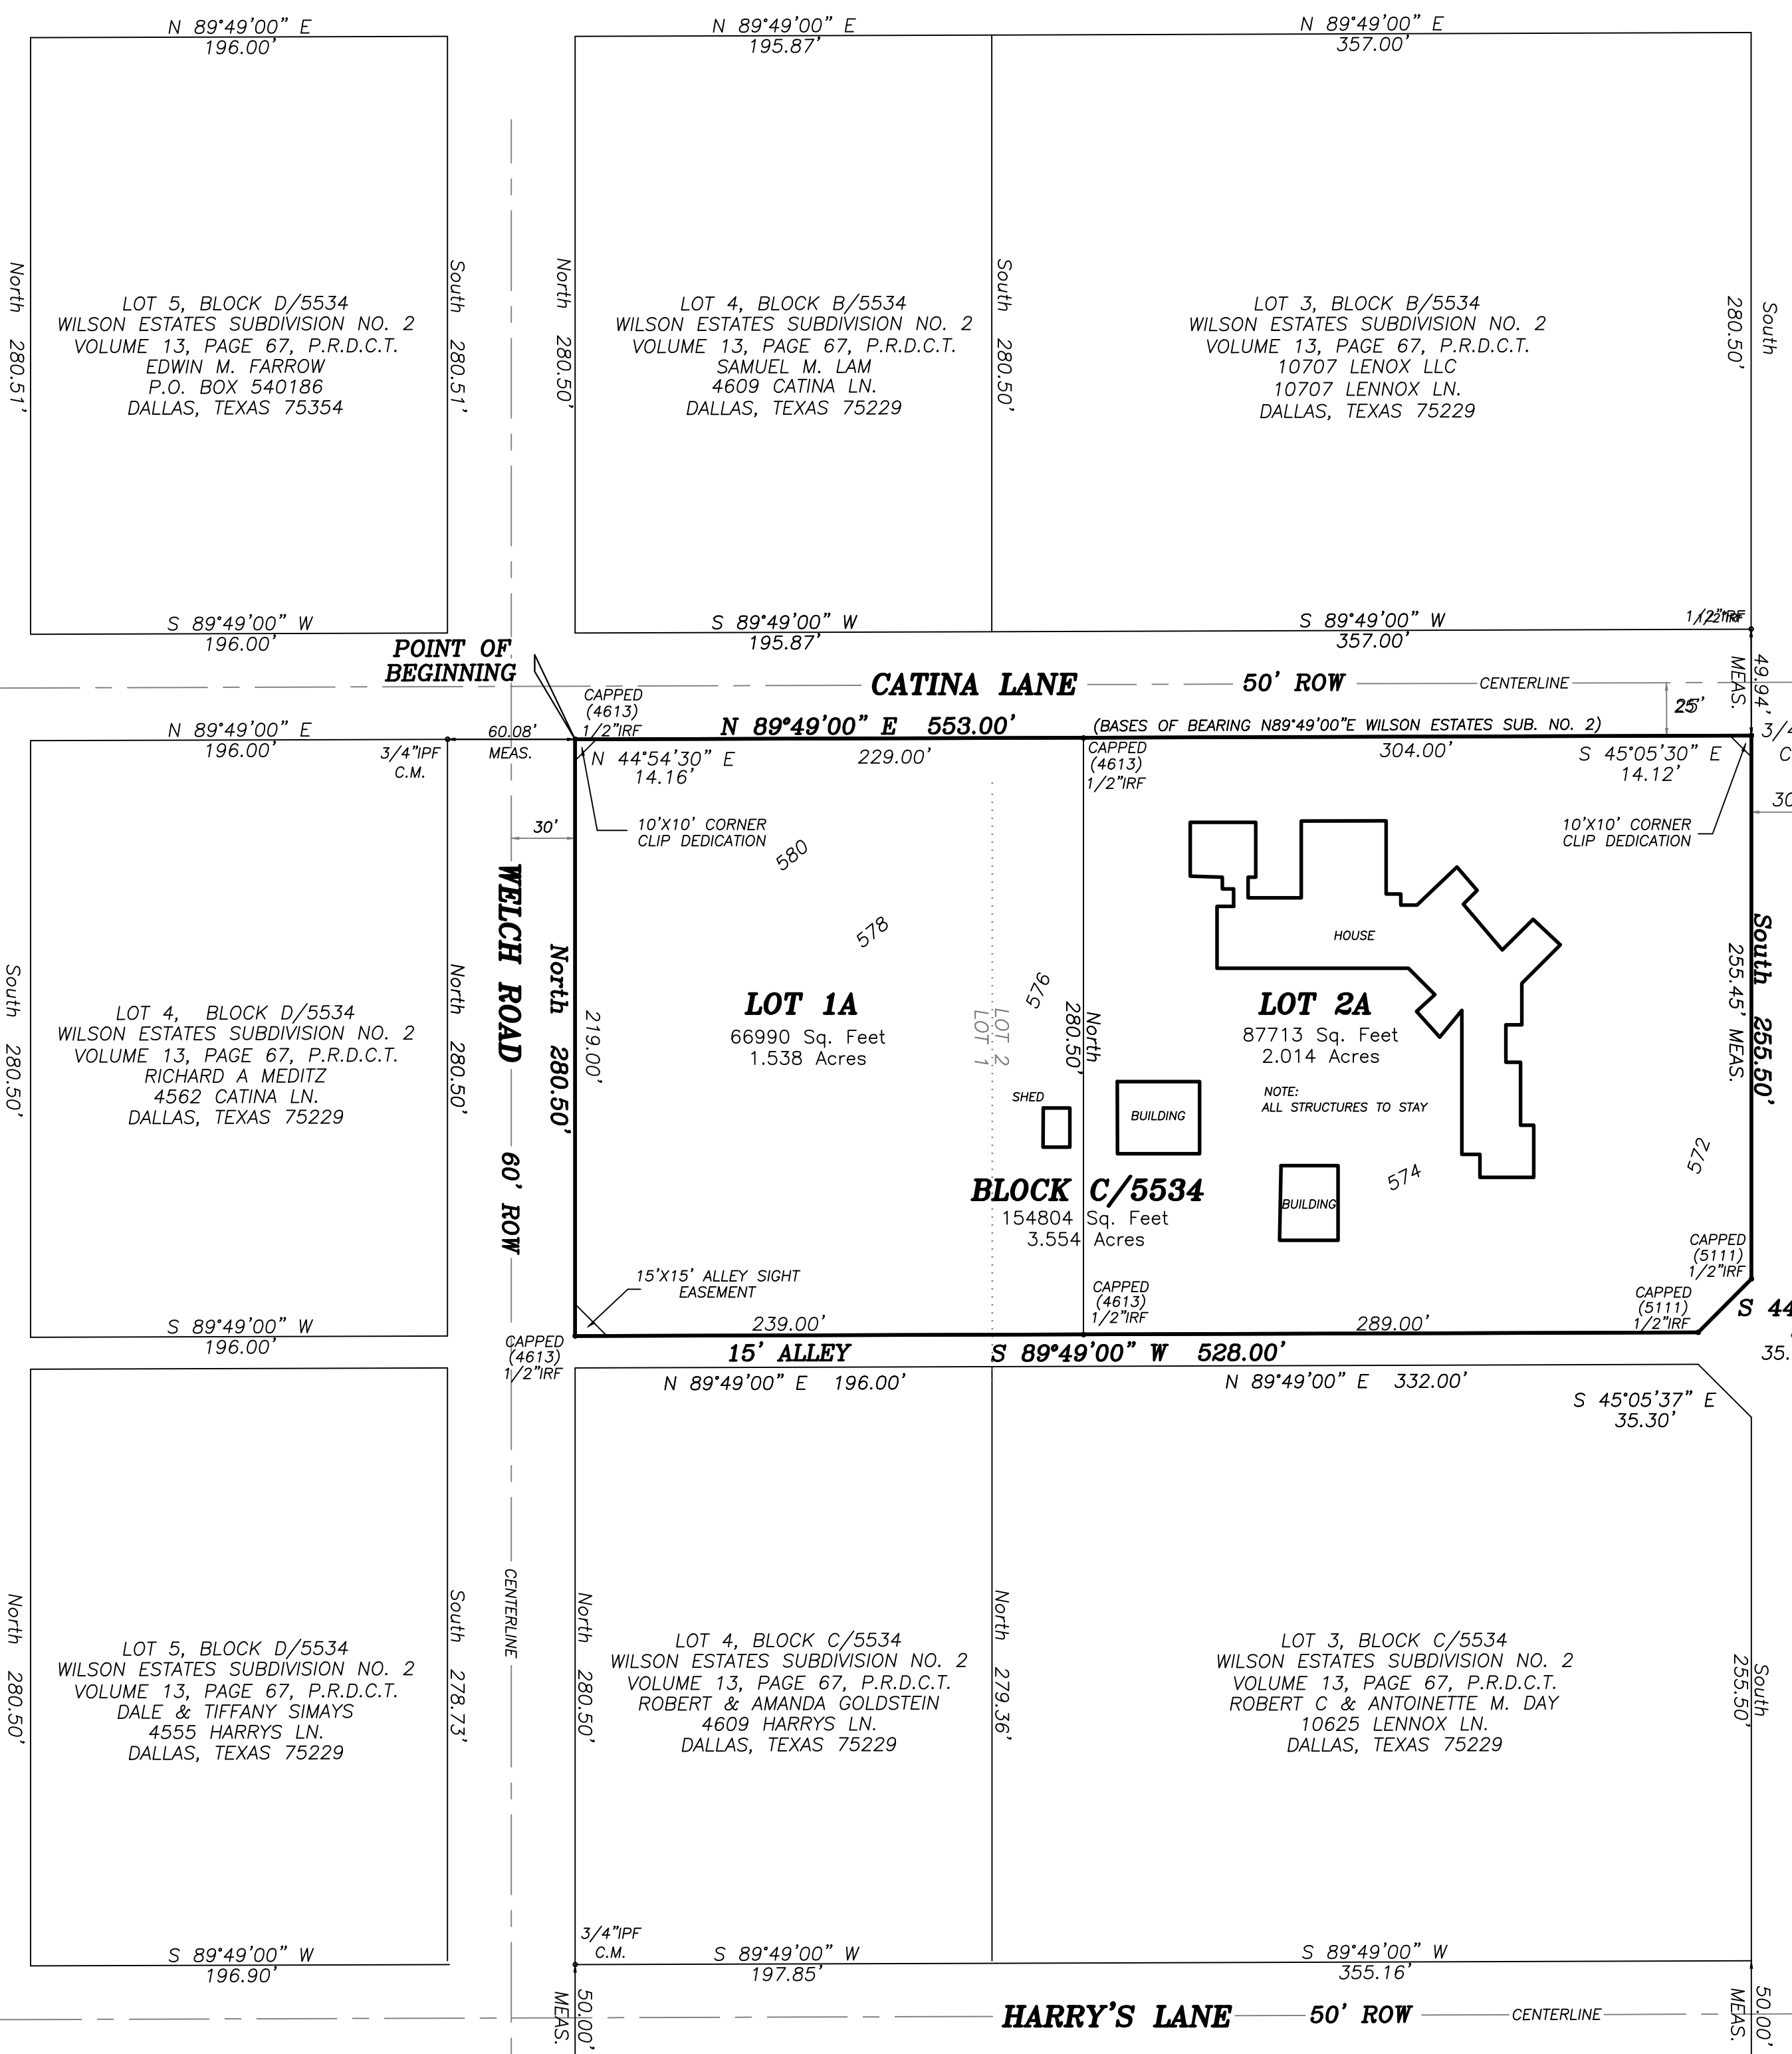 N 89°49'00" E
196.00'
N 89°49'00" E
195.87'
N 89°49'00" E
357.00'
North 280.51'
LOT 5, BLOCK D/5534
WILSON ESTATES SUBDIVISION NO. 2
VOLUME 13, PAGE 67, P.R.D.C.T.
EDWIN M. FARROW
P.O. BOX 540186
DALLAS, TEXAS 75354
South 280.51'
North 280.50'
LOT 4, BLOCK B/5534
WILSON ESTATES SUBDIVISION NO. 2
VOLUME 13, PAGE 67, P.R.D.C.T.
SAMUEL M. LAM
4609 CATINA LN.
DALLAS, TEXAS 75229
South 280.50'
LOT 3, BLOCK B/5534
WILSON ESTATES SUBDIVISION NO. 2
VOLUME 13, PAGE 67, P.R.D.C.T.
10707 LENOX LLC
10707 LENNOX LN.
DALLAS, TEXAS 75229
South
280.50'
S 89°49'00" W
196.00'
S 89°49'00" W
195.87'
S 89°49'00" W
357.00'
1/2"IRF
POINT OF
BEGINNING
CATINA LANE
50' ROW
CENTERLINE
25'
49.94'
MEAS.
CAPPED
(4613)
1/2"IRF
N 89°49'00" E 553.00'
(BASES OF BEARING N89°49'00"E WILSON ESTATES SUB. NO. 2)
N 89°49'00" E
196.00'
3/4"IPF
C.M.
60.08'
MEAS.
N 44°54'30" E
14.16'
229.00'
CAPPED
(4613)
1/2"IRF
304.00'
S 45°05'30" E
14.12'
3/4
C
30
30'
10'X10' CORNER
CLIP DEDICATION
10'X10' CORNER
CLIP DEDICATION
580
578
576
574
572
HOUSE
WELCH ROAD 60' ROW
North 280.50'
219.00'
South 280.50'
LOT 4, BLOCK D/5534
WILSON ESTATES SUBDIVISION NO. 2
VOLUME 13, PAGE 67, P.R.D.C.T.
RICHARD A MEDITZ
4562 CATINA LN.
DALLAS, TEXAS 75229
North 280.50'
LOT 1A
66990 Sq. Feet
1.538 Acres
LOT 2
LOT 1
North
280.50'
LOT 2A
87713 Sq. Feet
2.014 Acres
NOTE:
ALL STRUCTURES TO STAY
South 255.50'
255.45' MEAS.
SHED
BUILDING
BUILDING
BLOCK C/5534
154804 Sq. Feet
3.554 Acres
15'X15' ALLEY SIGHT
EASEMENT
CAPPED
(5111)
1/2"IRF
CAPPED
(5111)
1/2"IRF
S 44
35.
CAPPED
(4613)
1/2"IRF
S 89°49'00" W
196.00'
239.00'
289.00'
CAPPED
(4613)
1/2"IRF
15' ALLEY
S 89°49'00" W 528.00'
N 89°49'00" E 196.00'
N 89°49'00" E 332.00'
S 45°05'37" E
35.30'
CENTERLINE
North 280.50'
LOT 5, BLOCK D/5534
WILSON ESTATES SUBDIVISION NO. 2
VOLUME 13, PAGE 67, P.R.D.C.T.
DALE & TIFFANY SIMAYS
4555 HARRYS LN.
DALLAS, TEXAS 75229
South 278.73'
North 280.50'
LOT 4, BLOCK C/5534
WILSON ESTATES SUBDIVISION NO. 2
VOLUME 13, PAGE 67, P.R.D.C.T.
ROBERT & AMANDA GOLDSTEIN
4609 HARRYS LN.
DALLAS, TEXAS 75229
North 279.36'
LOT 3, BLOCK C/5534
WILSON ESTATES SUBDIVISION NO. 2
VOLUME 13, PAGE 67, P.R.D.C.T.
ROBERT C & ANTOINETTE M. DAY
10625 LENNOX LN.
DALLAS, TEXAS 75229
South
255.50'
S 89°49'00" W
196.90'
3/4"IPF
C.M.
S 89°49'00" W
197.85'
S 89°49'00" W
355.16'
50.00'
MEAS.
HARRY'S LANE
50' ROW
CENTERLINE
50.00'
MEAS.